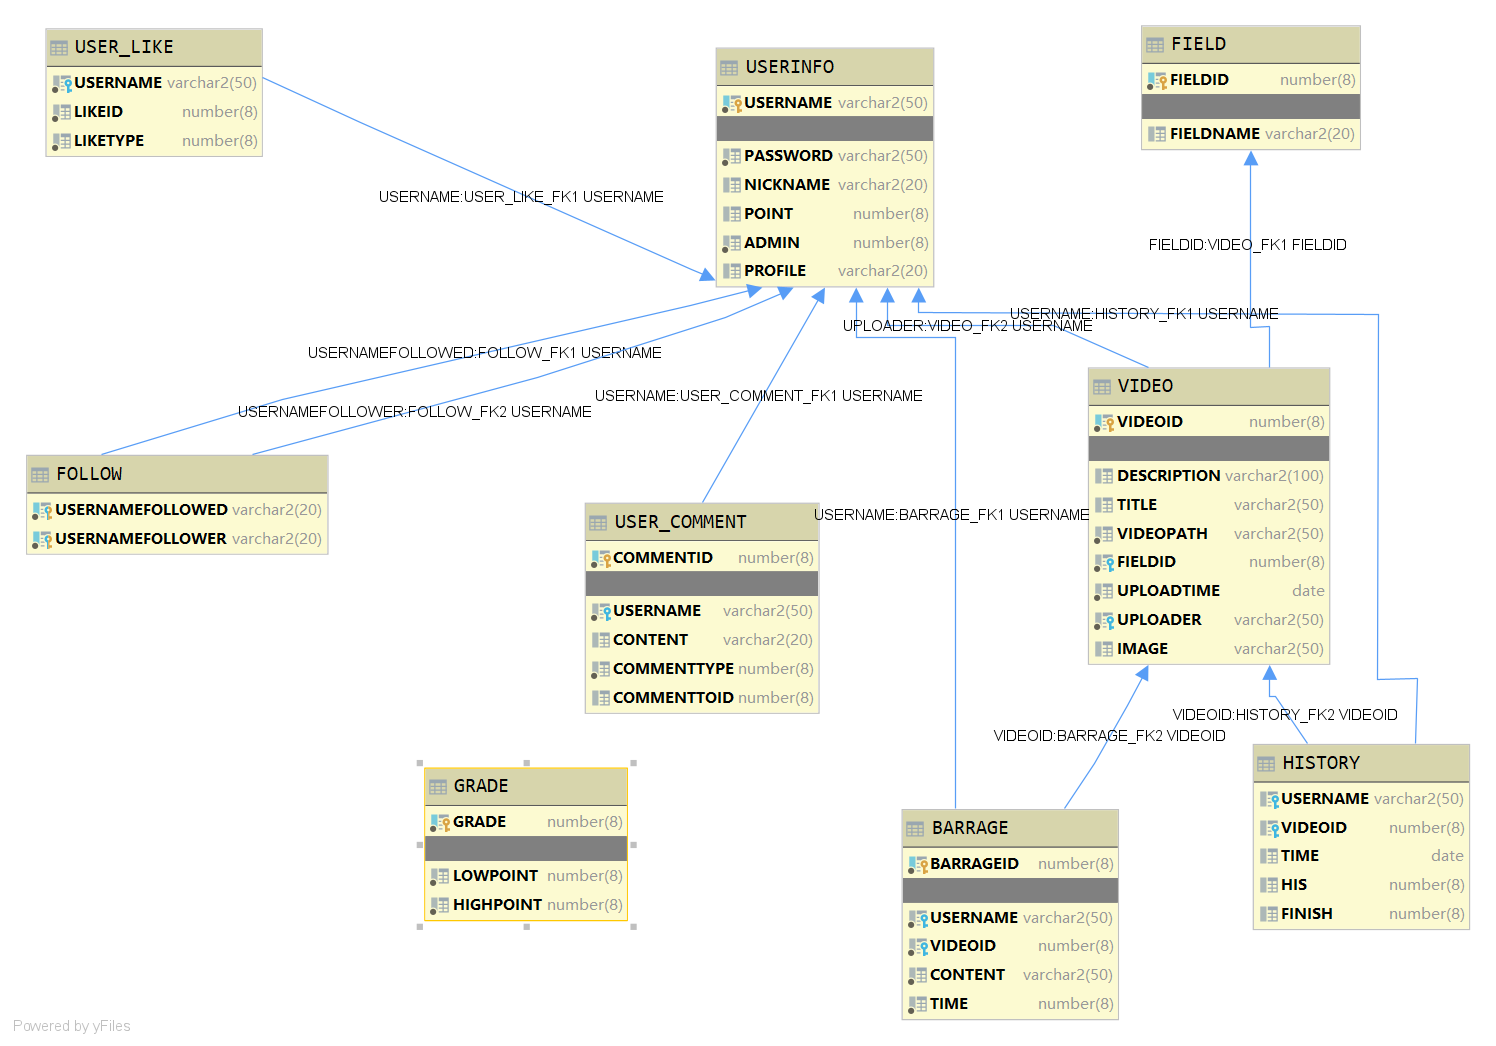 USER_LIKE
USERNAME varchar2(50)
LIKEID number(8)
LIKETYPE number(8)
USERINFO
USERNAME varchar2(50)
PASSWORD varchar2(50)
NICKNAME varchar2(20)
POINT number(8)
ADMIN number(8)
PROFILE varchar2(20)
FIELD
FIELDID number(8)
FIELDNAME varchar2(20)
USERNAME:USER_LIKE_FK1 USERNAME
FIELDID:VIDEO_FK1 FIELDID
USERNAME:HISTORY_FK1 USERNAME
UPLOADER:VIDEO_FK2 USERNAME
USERNAMEFOLLOWED:FOLLOW_FK1 USERNAME
USERNAME:USER_COMMENT_FK1 USERNAME
USERNAMEFOLLOWER:FOLLOW_FK2 USERNAME
FOLLOW
USERNAMEFOLLOWED varchar2(20)
USERNAMEFOLLOWER varchar2(20)
USER_COMMENT
COMMENTID number(8)
USERNAME varchar2(50)
CONTENT varchar2(20)
COMMENTTYPE number(8)
COMMENTTOID number(8)
USERNAME:BARRAGE_FK1 USERNAME
VIDEO
VIDEOID number(8)
DESCRIPTION varchar2(100)
TITLE varchar2(50)
VIDEOPATH varchar2(50)
FIELDID number(8)
UPLOADTIME date
UPLOADER varchar2(50)
IMAGE varchar2(50)
VIDEOID:HISTORY_FK2 VIDEOID
VIDEOID:BARRAGE_FK2 VIDEOID
GRADE
GRADE number(8)
LOWPOINT number(8)
HIGHPOINT number(8)
BARRAGE
BARRAGEID number(8)
USERNAME varchar2(50)
VIDEOID number(8)
CONTENT varchar2(50)
TIME number(8)
HISTORY
USERNAME varchar2(50)
VIDEOID number(8)
TIME date
HIS number(8)
FINISH number(8)
Powered by yFiles